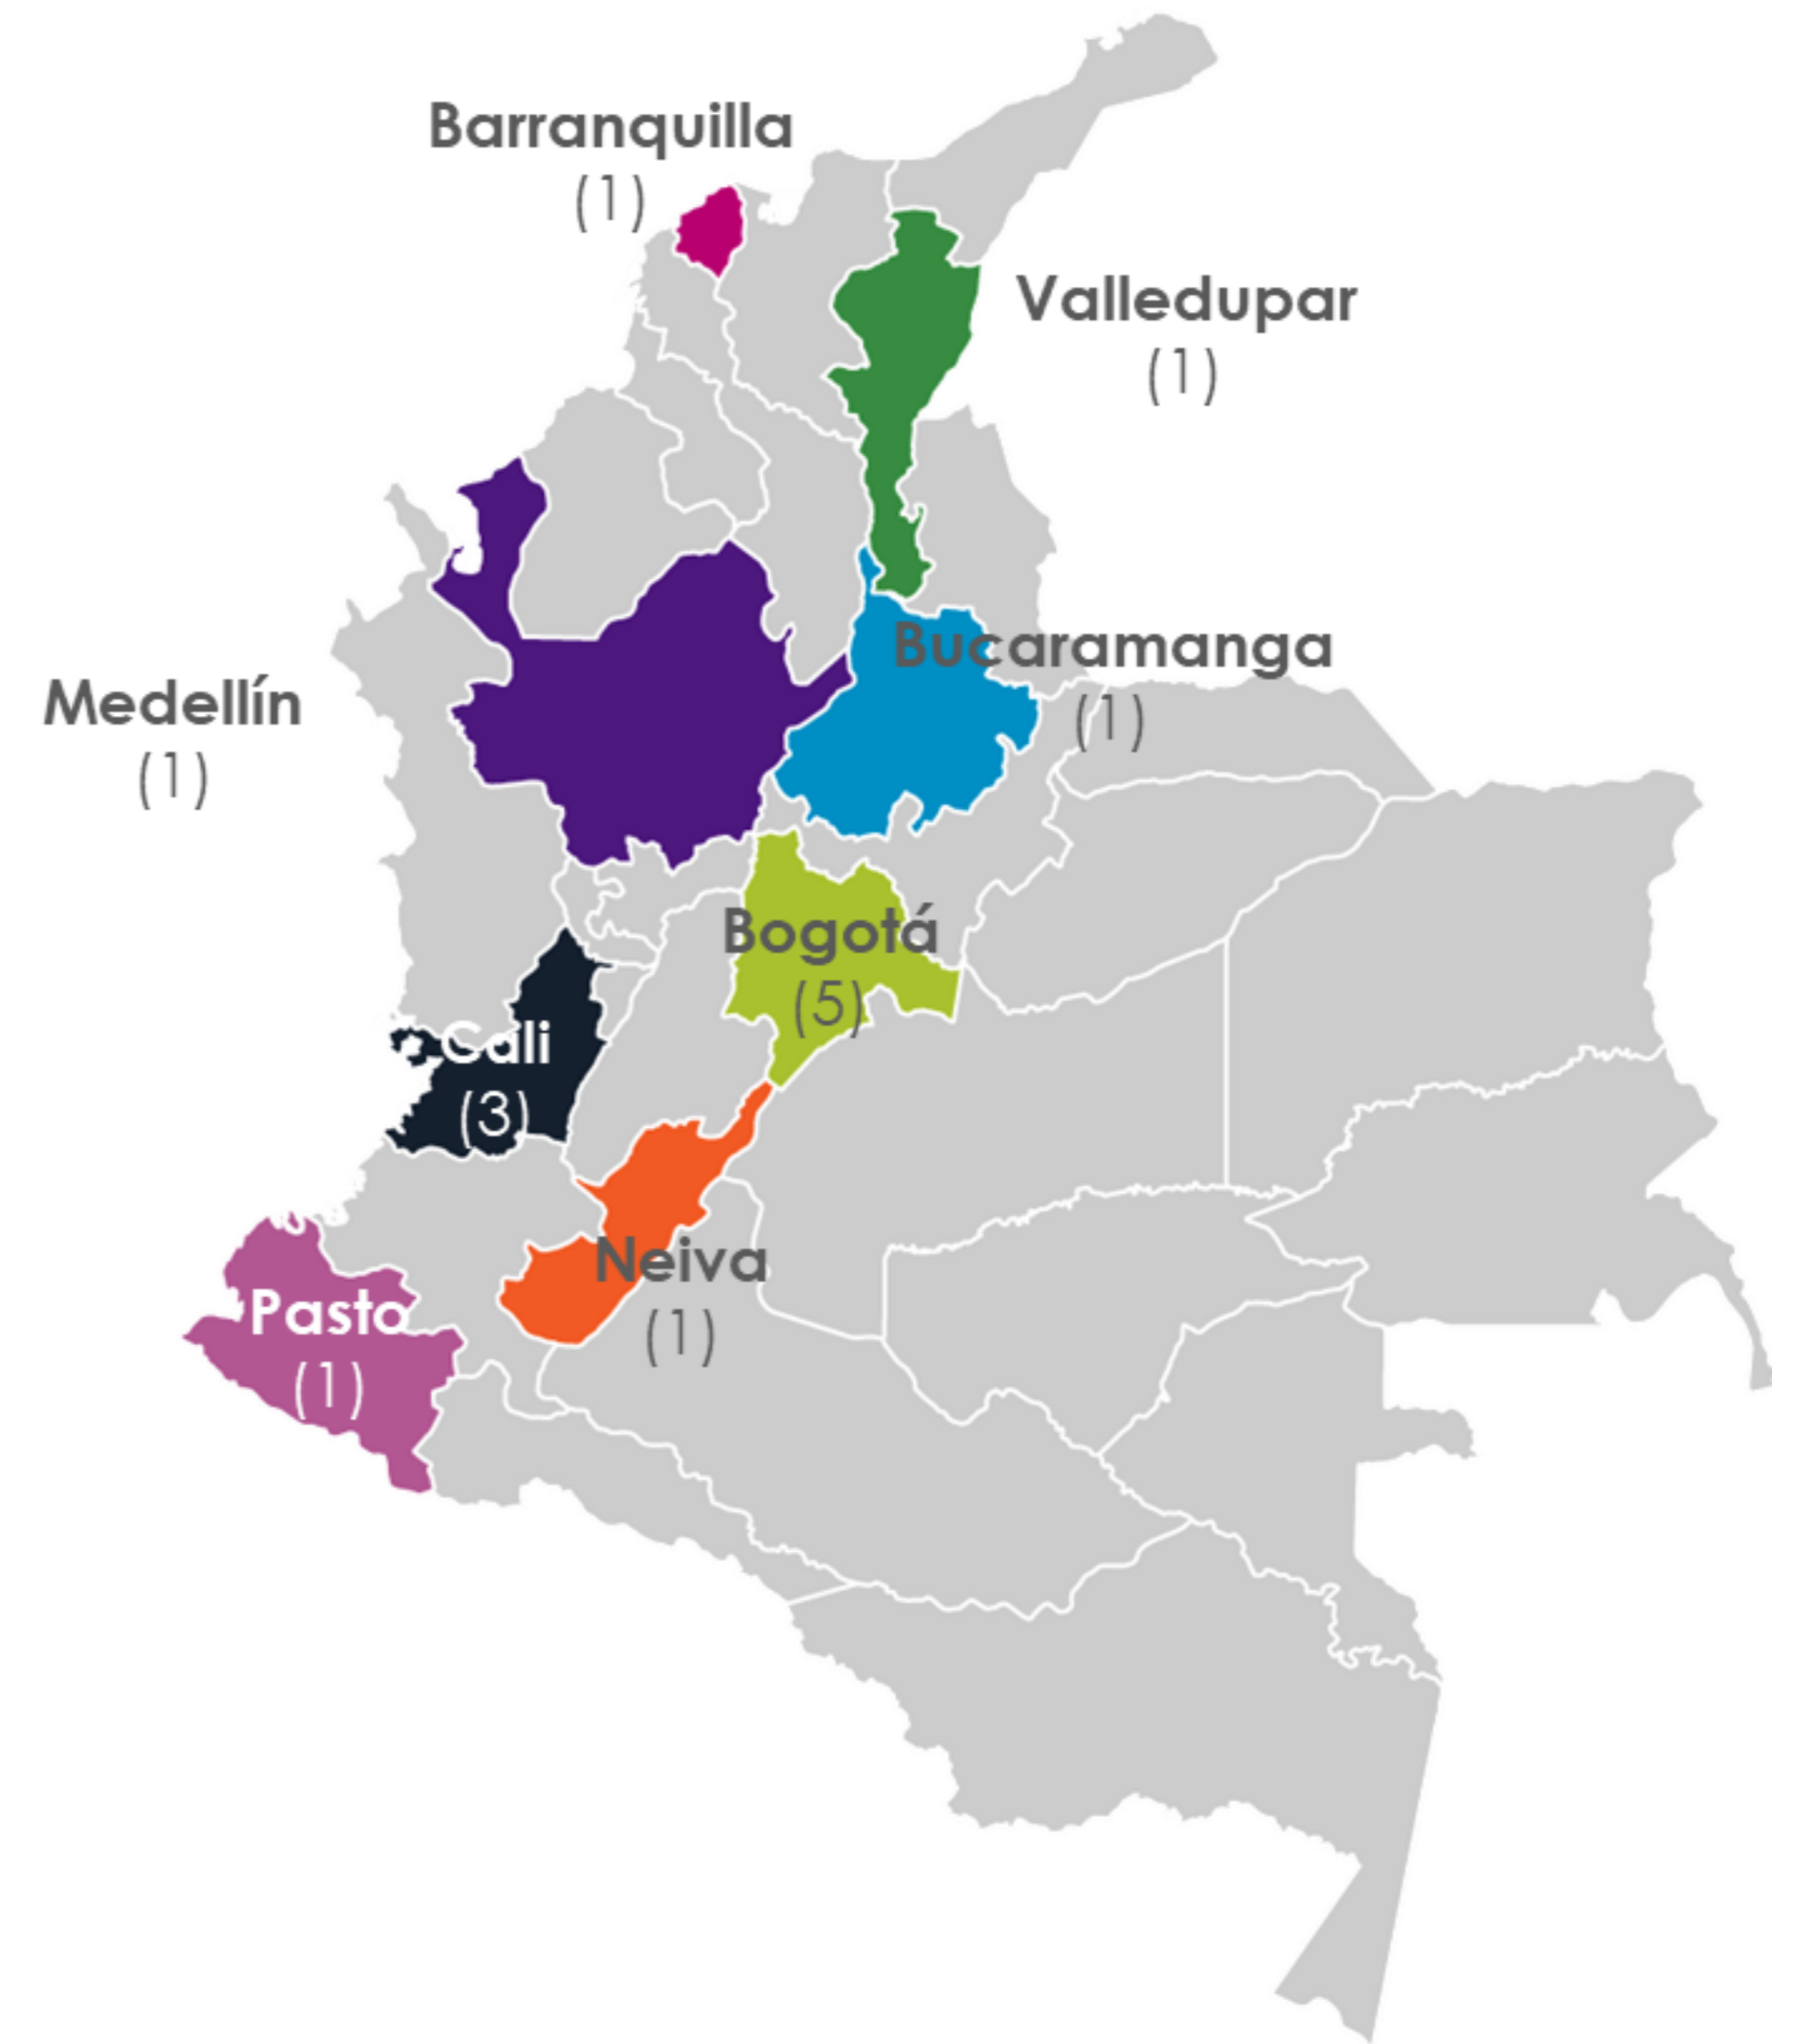 Barranquilla
(1)
Valledupar
(1)
Bucaramanga
(1)
Medellín
(1)
Bogotá
(5)
Cali
(3)
Neiva
(1)
Pasto
(1)